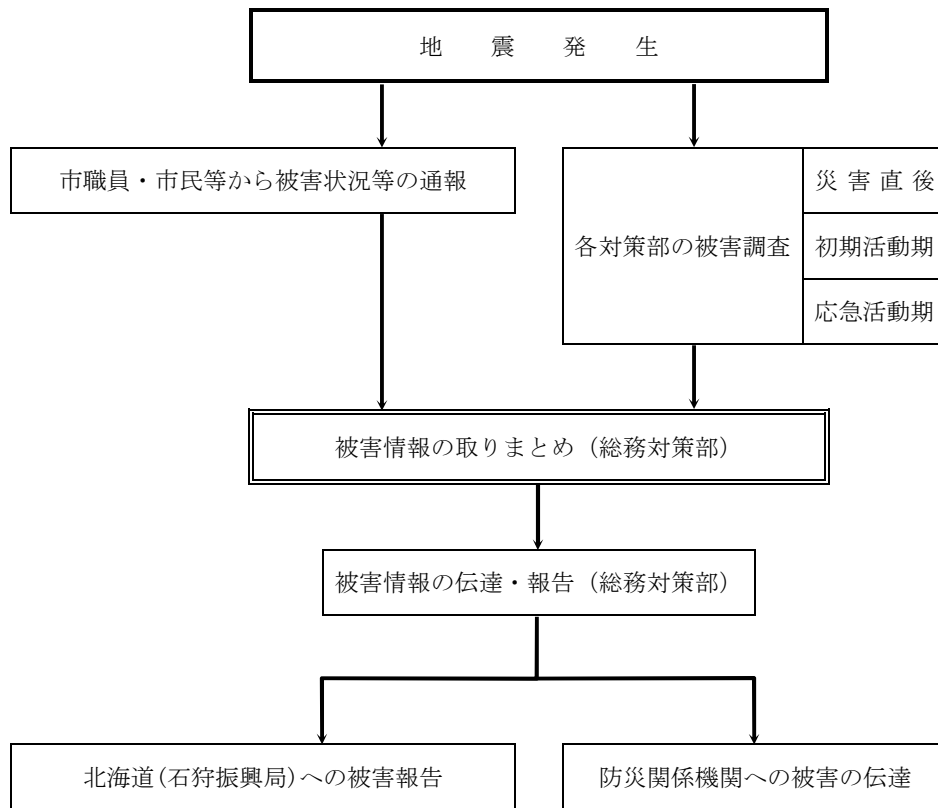 地震発生
市職員・市民等から被害状況等の通報
各対策部の被害調査
災害直後
初期活動期
応急活動期
被害情報の取りまとめ（総務対策部）
被害情報の伝達・報告（総務対策部）
北海道(石狩振興局)への被害報告
防災関係機関への被害の伝達